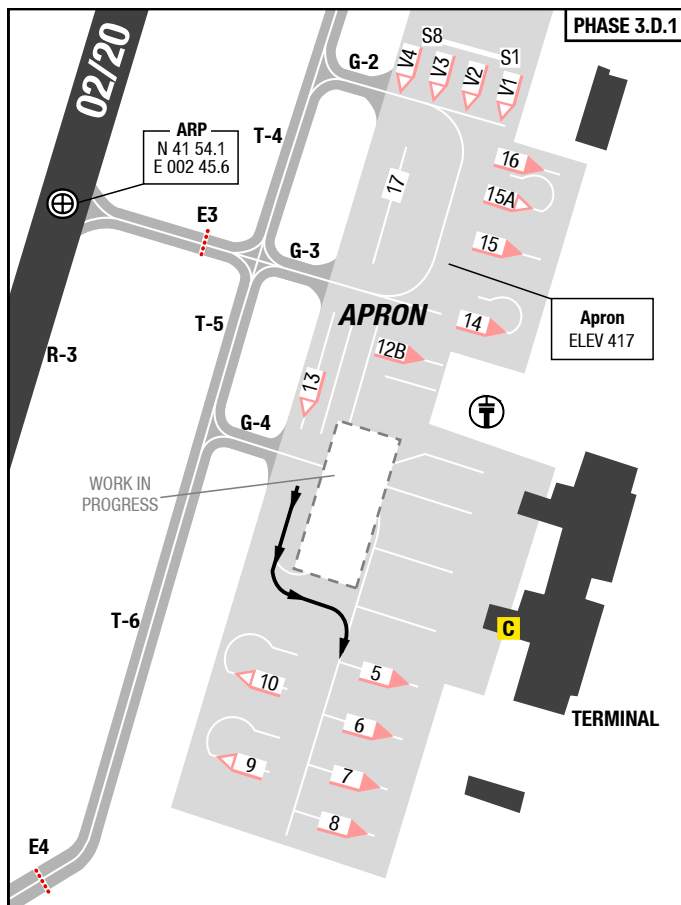 PHASE 3.D.1
02/20
S8
S1
G-2
V4
V3
V2
V1
ARP
N 41 54.1
E 002 45.6
T-4
16
17
15A
E3
15
G-3
T-5
APRON
14
Apron
ELEV 417
R-3
12B
13
G-4
WORK IN
PROGRESS
T-6
C
5
10
6
TERMINAL
9
7
8
E4